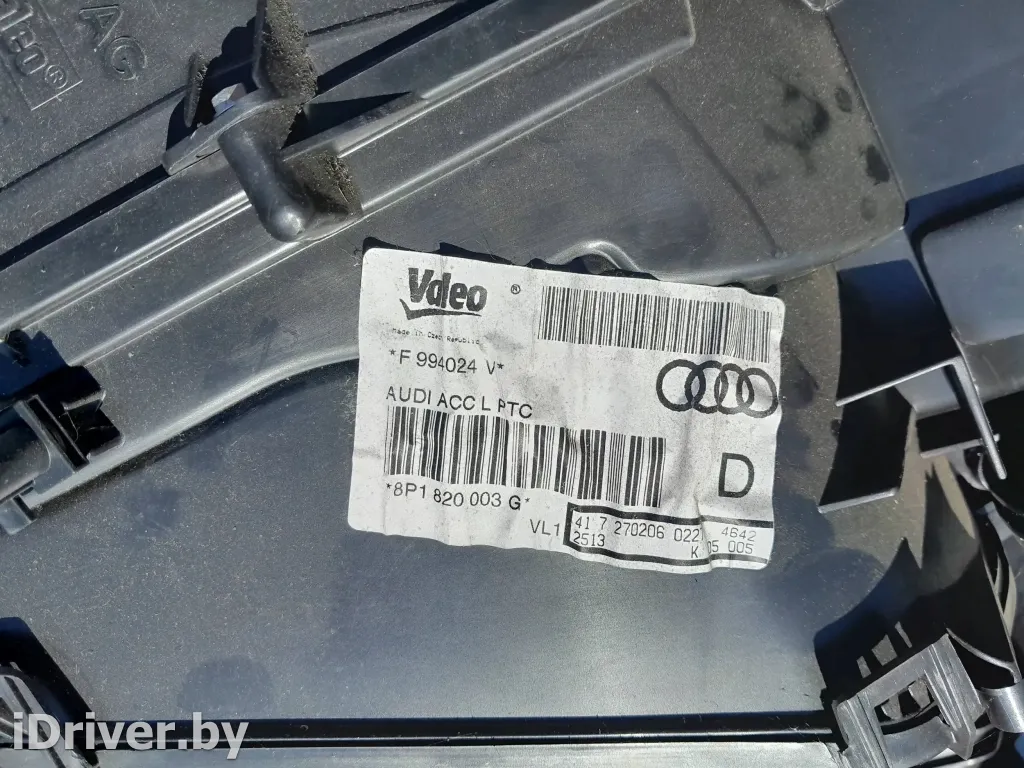 AG
Valeo ®
Made in Czech Republic
*F 994024 V*
AUDI ACC L PTC
*8P1 820 003 G*
D
VL1
41 7 270206 022 4642
2513 K 05 005
iDriver.by